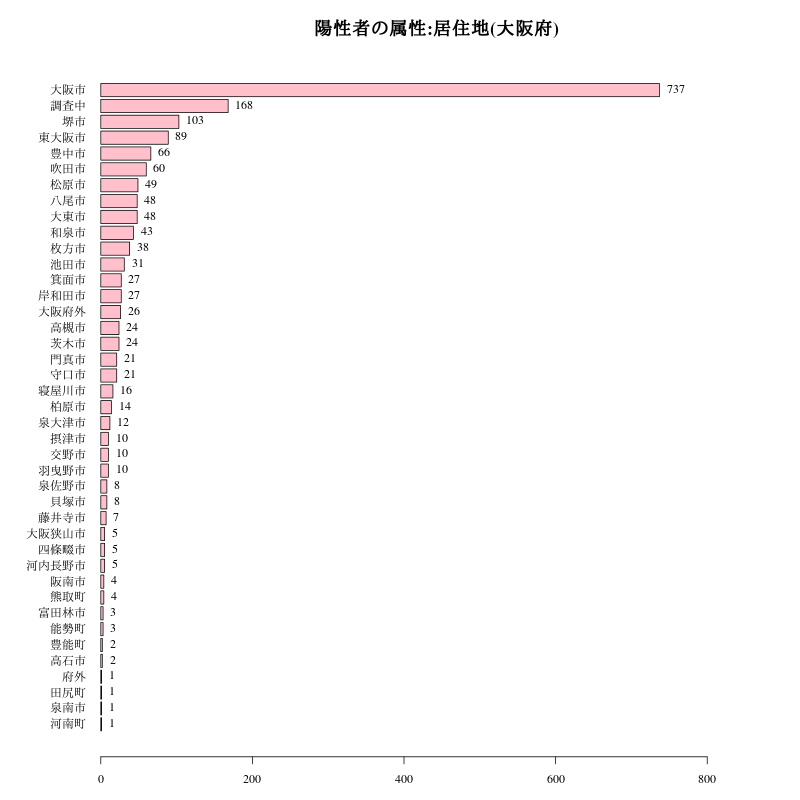 陽性者の属性:居住地(大阪府)
大阪市 737
調査中 168
堺市 103
東大阪市 89
豊中市 66
吹田市 60
松原市 49
八尾市 48
大東市 48
和泉市 43
枚方市 38
池田市 31
箕面市 27
岸和田市 27
大阪府外 26
高槻市 24
茨木市 24
門真市 21
守口市 21
寝屋川市 16
柏原市 14
泉大津市 12
摂津市 10
交野市 10
羽曳野市 10
泉佐野市 8
貝塚市 8
藤井寺市 7
大阪狭山市 5
四條畷市 5
河内長野市 5
阪南市 4
熊取町 4
富田林市 3
能勢町 3
豊能町 2
高石市 2
府外 1
田尻町 1
泉南市 1
河南町 1
0 200 400 600 800